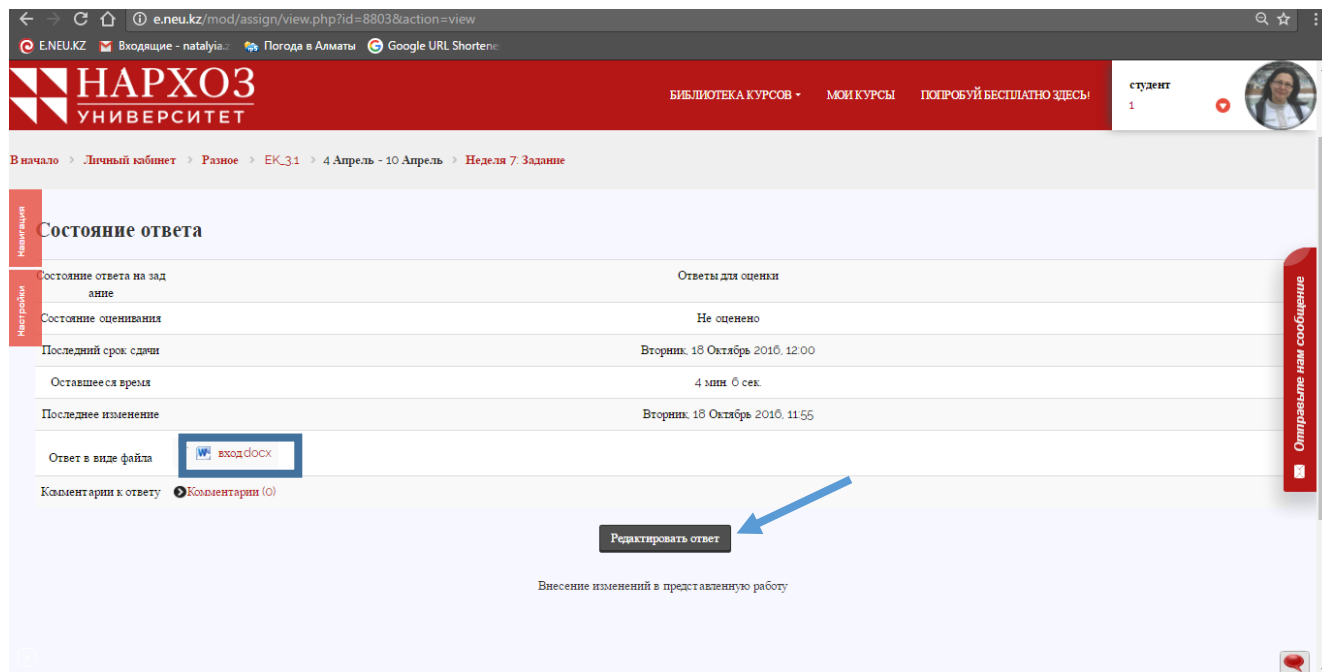 e.neu.kz/mod/assign/view.php?id=8803&action=view
E.NEU.KZ Входящие - natalyia.z Погода в Алматы Google URL Shortene
НАРХОЗ
УНИВЕРСИТЕТ
БИБЛИОТЕКА КУРСОВ МОИ КУРСЫ ПОПРОБУЙ БЕСПЛАТНО ЗДЕСЬ!
студент
1
В начало > Личный кабинет > Разное > EK_3.1 > 4 Апрель - 10 Апрель > Неделя 7: Задание
Навигация
Настройки
Состояние ответа
Состояние ответа на зад
ание
Ответы для оценки
Состояние оценивания Не оценено
Последний срок сдачи Вторник, 18 Октябрь 2016, 12:00
Оставшееся время 4 мин. 6 сек.
Последнее изменение Вторник, 18 Октябрь 2016, 11:55
Ответ в виде файла вход.docx
Комментарии к ответу Комментарии (0)
Редактировать ответ
Внесение изменений в представленную работу
Отправьте нам сообщение